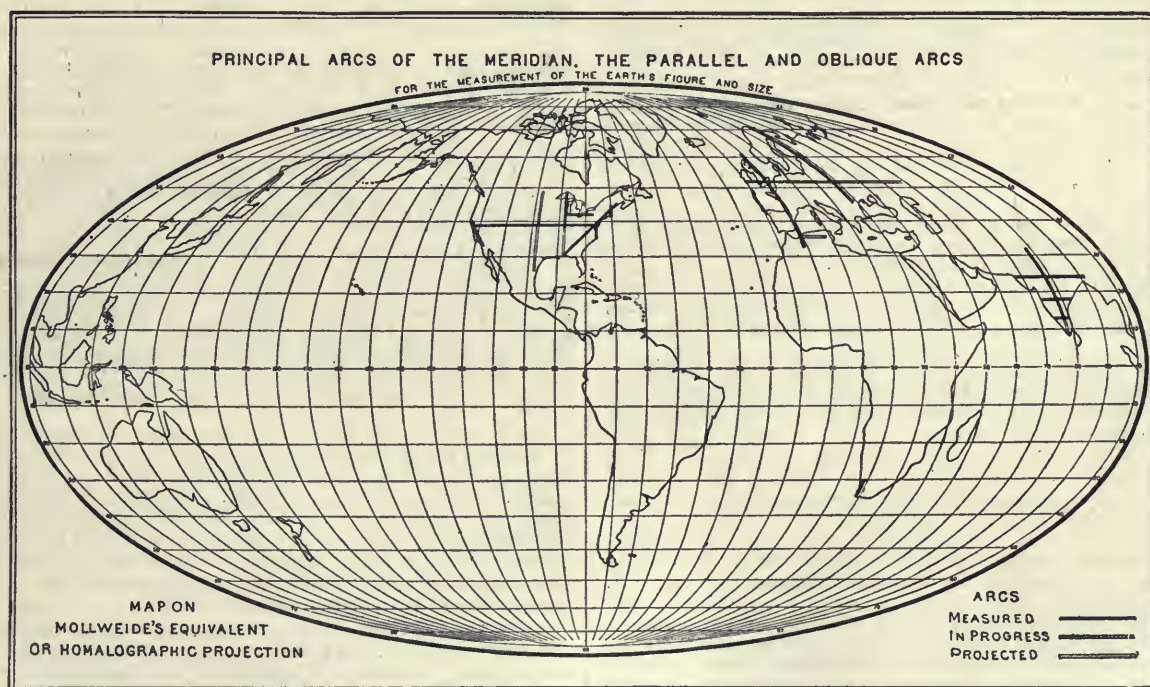 PRINCIPAL ARCS OF THE MERIDIAN, THE PARALLEL AND OBLIQUE ARCS
FOR THE MEASUREMENT OF THE EARTHS FIGURE AND SIZE
MAP ON
MOLLWEIDE'S EQUIVALENT
OR HOMALOGRAPHIC PROJECTION
ARCS
MEASURED
IN PROGRESS
PROJECTED